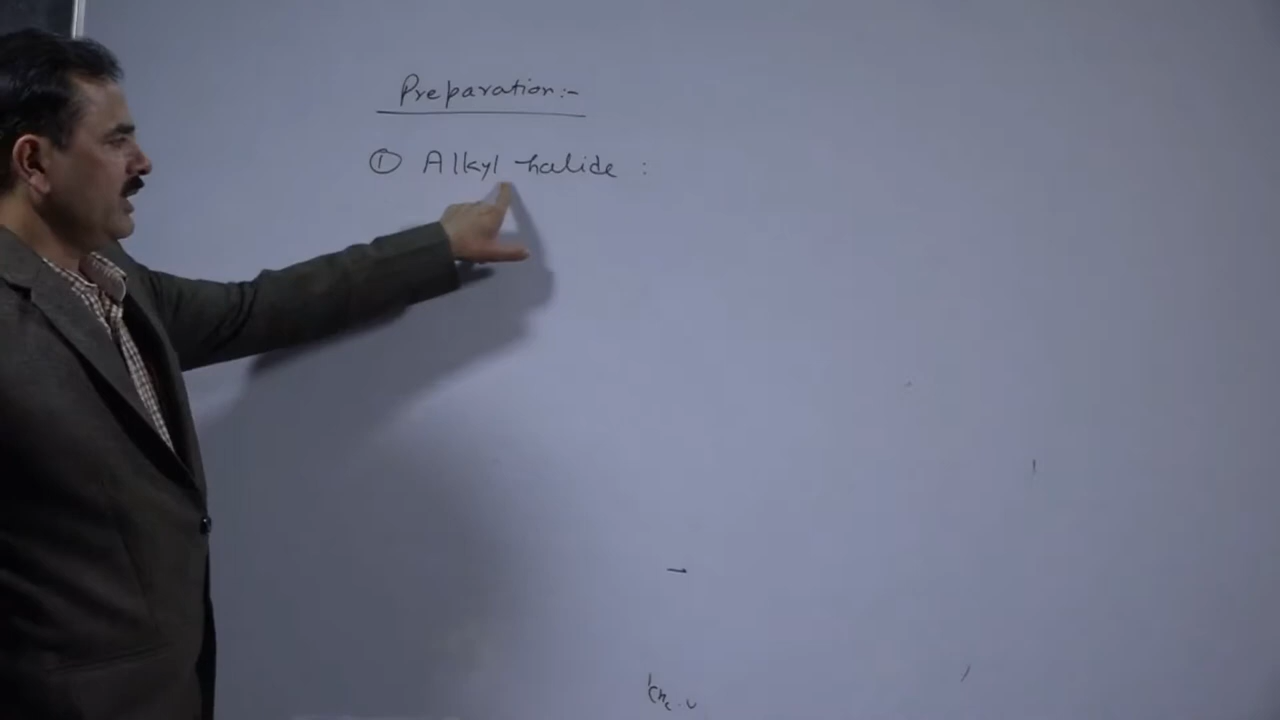 Preparation:-
① Alkyl halide :